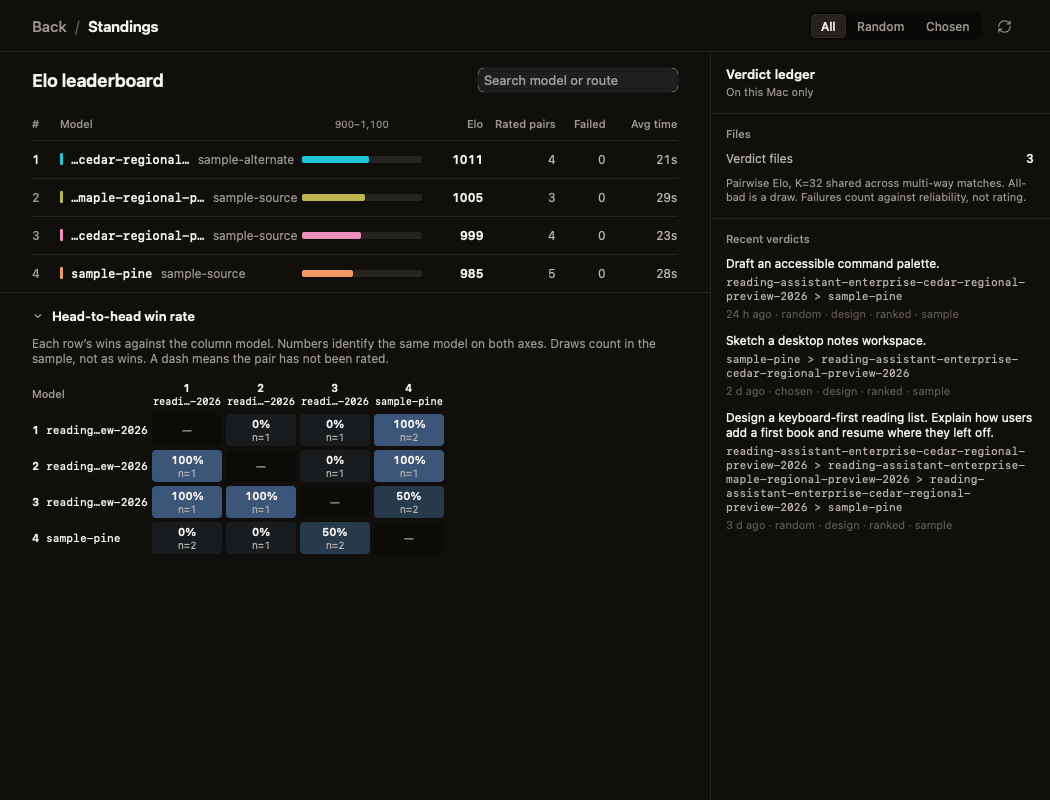 Back / Standings
All Random Chosen
Elo leaderboard
Search model or route
# Model 900–1,100 Elo Rated pairs Failed Avg time
1 …cedar-regional… sample-alternate 1011 4 0 21s
2 …maple-regional-p… sample-source 1005 3 0 29s
3 …cedar-regional-p… sample-source 999 4 0 23s
4 sample-pine sample-source 985 5 0 28s
Head-to-head win rate
Each row's wins against the column model. Numbers identify the same model on both axes. Draws count in the
sample, not as wins. A dash means the pair has not been rated.
Model
1 2 3 4
readi…-2026 readi…-2026 readi…-2026 sample-pine
1 reading…ew-2026 — 0% 0% 100%
n=1 n=1 n=2
2 reading…ew-2026 100% — 0% 100%
n=1 n=1 n=1
3 reading…ew-2026 100% 100% — 50%
n=1 n=1 n=2
4 sample-pine 0% 0% 50% —
n=2 n=1 n=2
Verdict ledger
On this Mac only
Files
Verdict files 3
Pairwise Elo, K=32 shared across multi-way matches. All-
bad is a draw. Failures count against reliability, not rating.
Recent verdicts
Draft an accessible command palette.
reading-assistant-enterprise-cedar-regional-
preview-2026 > sample-pine
24 h ago · random · design · ranked · sample
Sketch a desktop notes workspace.
sample-pine > reading-assistant-enterprise-
cedar-regional-preview-2026
2 d ago · chosen · design · ranked · sample
Design a keyboard-first reading list. Explain how users
add a first book and resume where they left off.
reading-assistant-enterprise-cedar-regional-
preview-2026 > reading-assistant-enterprise-
maple-regional-preview-2026 > reading-
assistant-enterprise-cedar-regional-
preview-2026 > sample-pine
3 d ago · random · design · ranked · sample